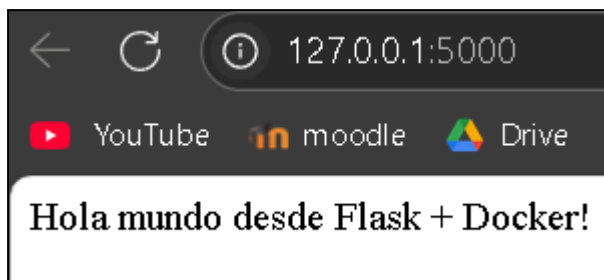 127.0.0.1:5000
YouTube moodle Drive
Hola mundo desde Flask + Docker!